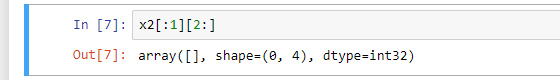 In [7]: x2[:1][2:]
Out[7]: array([], shape=(0, 4), dtype=int32)